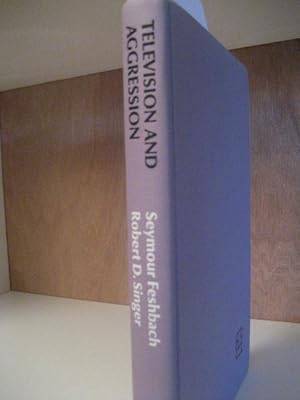 TELEVISION AND
AGGRESSION
Seymour Feshbach
Robert D. Singer